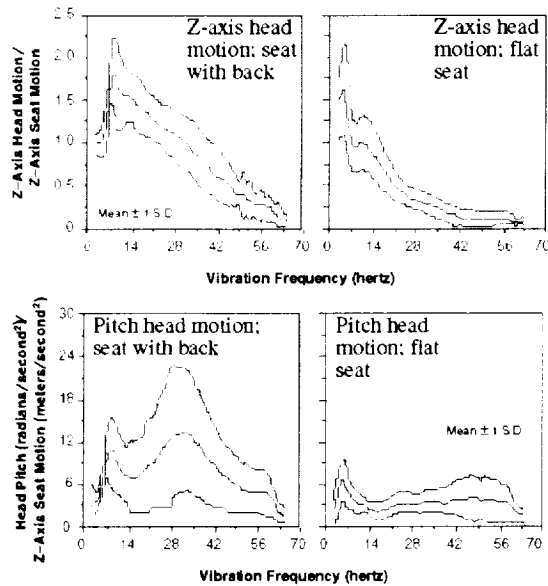 Z-axis head
motion; seat
with back
Z-axis head
motion; flat
seat
Z-Axis Head Motion /
Z-Axis Seat Motion
2.5
2.0
1.5
1.0
0.5
0
Mean ± 1 S D
0 14 28 42 56 70
0 14 28 42 56 70
Vibration Frequency (hertz)
Pitch head motion;
seat with back
Pitch head
motion; flat
seat
Head Pitch (radians/second²)/
Z-Axis Seat Motion (meters/second²)
30
24
18
12
6
0
Mean ± 1 S D
0 14 28 42 56 70
0 14 28 42 56 70
Vibration Frequency (hertz)